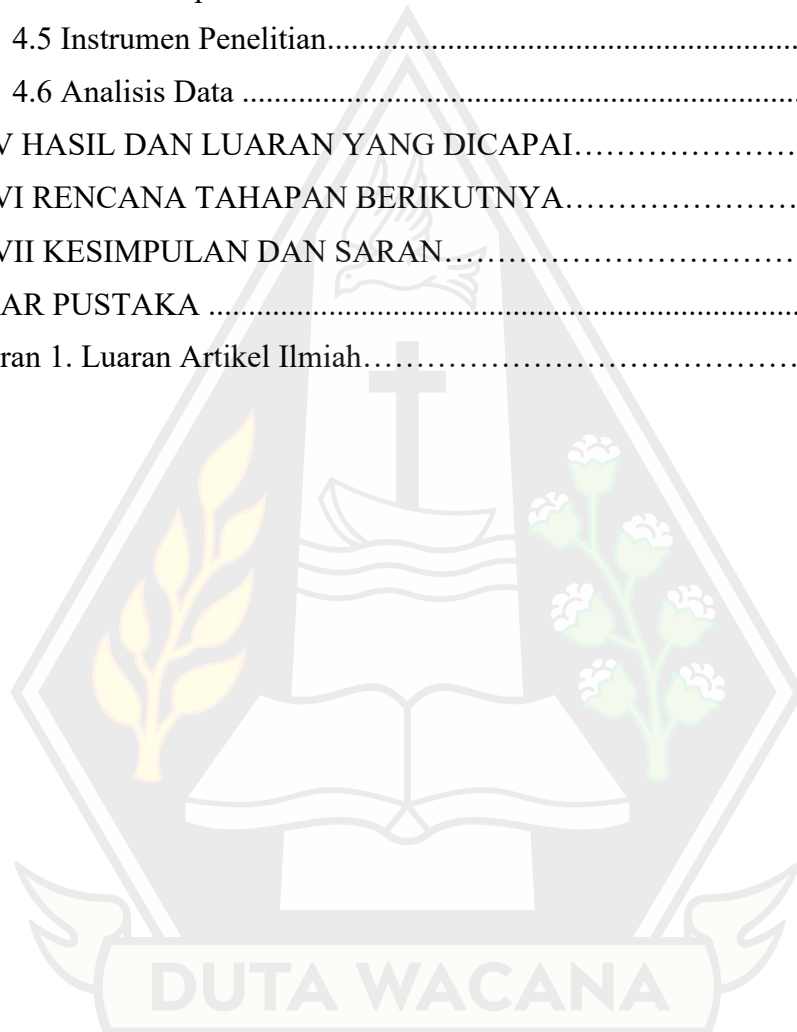 4.5 Instrumen Penelitian..............................................................
4.6 Analisis Data ........................................................................
V HASIL DAN LUARAN YANG DICAPAI……………………
VI RENCANA TAHAPAN BERIKUTNYA……………………
VII KESIMPULAN DAN SARAN………………………………
AR PUSTAKA ............................................................................
ran 1. Luaran Artikel Ilmiah…………………………………………
DUTA WACANA